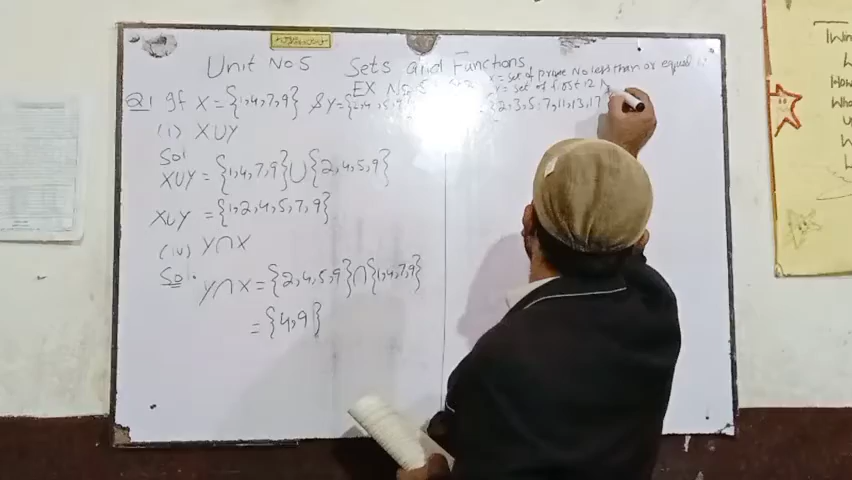 Unit No 5 Sets and Functions
EX No 5.1
Q1 If X = {1,4,7,9} & Y = {2,4,5,9}
(i) X∪Y
Sol
X∪Y = {1,4,7,9} ∪ {2,4,5,9}
X∪Y = {1,2,4,5,7,9}
(iv) Y∩X
Sol.
Y∩X = {2,4,5,9} ∩ {1,4,7,9}
= {4,9}
= set of prime No less than or equal
= set of first 12
{2,3,5,7,11,13,17